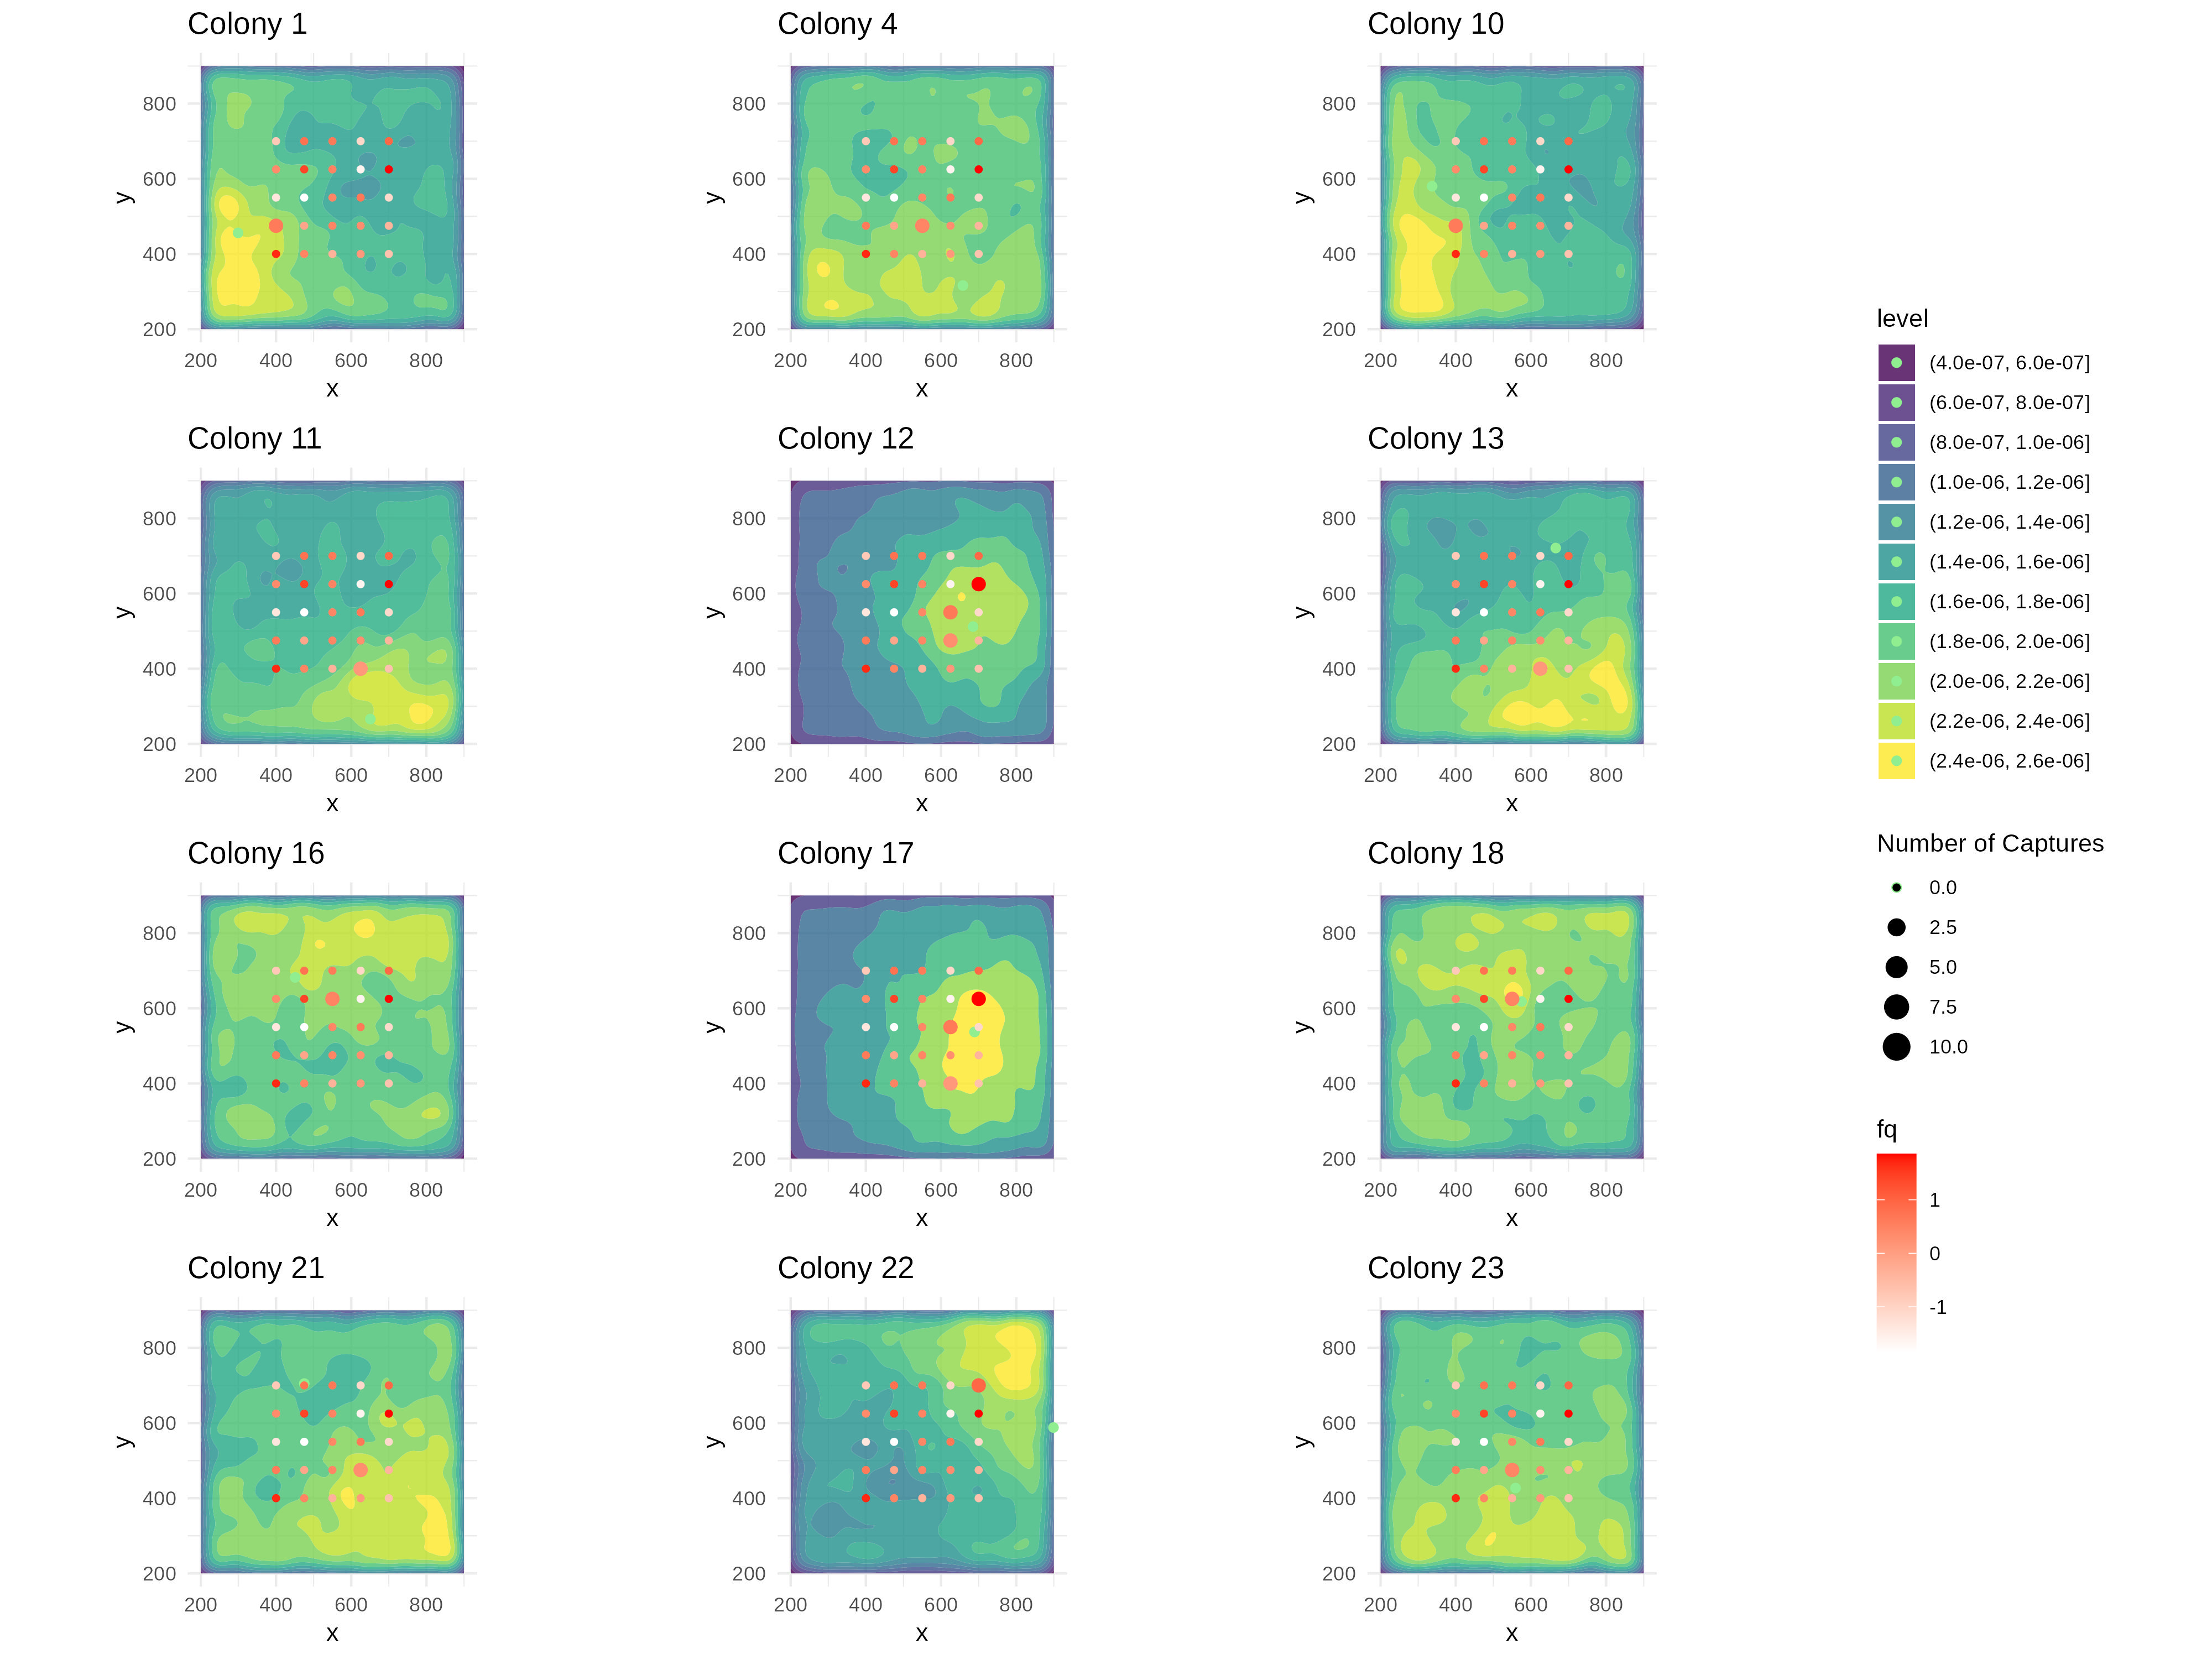 Colony 1
Colony 4
Colony 10
800
600
400
200
y
200 400 600 800
x
800
600
400
200
y
200 400 600 800
x
800
600
400
200
y
200 400 600 800
x
Colony 11
Colony 12
Colony 13
800
600
400
200
y
200 400 600 800
x
800
600
400
200
y
200 400 600 800
x
800
600
400
200
y
200 400 600 800
x
Colony 16
Colony 17
Colony 18
800
600
400
200
y
200 400 600 800
x
800
600
400
200
y
200 400 600 800
x
800
600
400
200
y
200 400 600 800
x
Colony 21
Colony 22
Colony 23
800
600
400
200
y
200 400 600 800
x
800
600
400
200
y
200 400 600 800
x
800
600
400
200
y
200 400 600 800
x
level
(4.0e-07, 6.0e-07]
(6.0e-07, 8.0e-07]
(8.0e-07, 1.0e-06]
(1.0e-06, 1.2e-06]
(1.2e-06, 1.4e-06]
(1.4e-06, 1.6e-06]
(1.6e-06, 1.8e-06]
(1.8e-06, 2.0e-06]
(2.0e-06, 2.2e-06]
(2.2e-06, 2.4e-06]
(2.4e-06, 2.6e-06]
Number of Captures
0.0
2.5
5.0
7.5
10.0
fq
1
0
-1